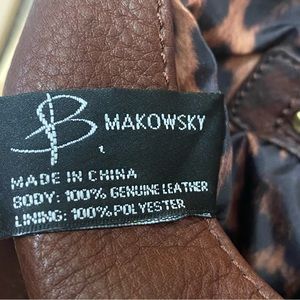 B MAKOWSKY
MADE IN CHINA
BODY: 100% GENUINE LEATHER
LINING: 100% POLYESTER